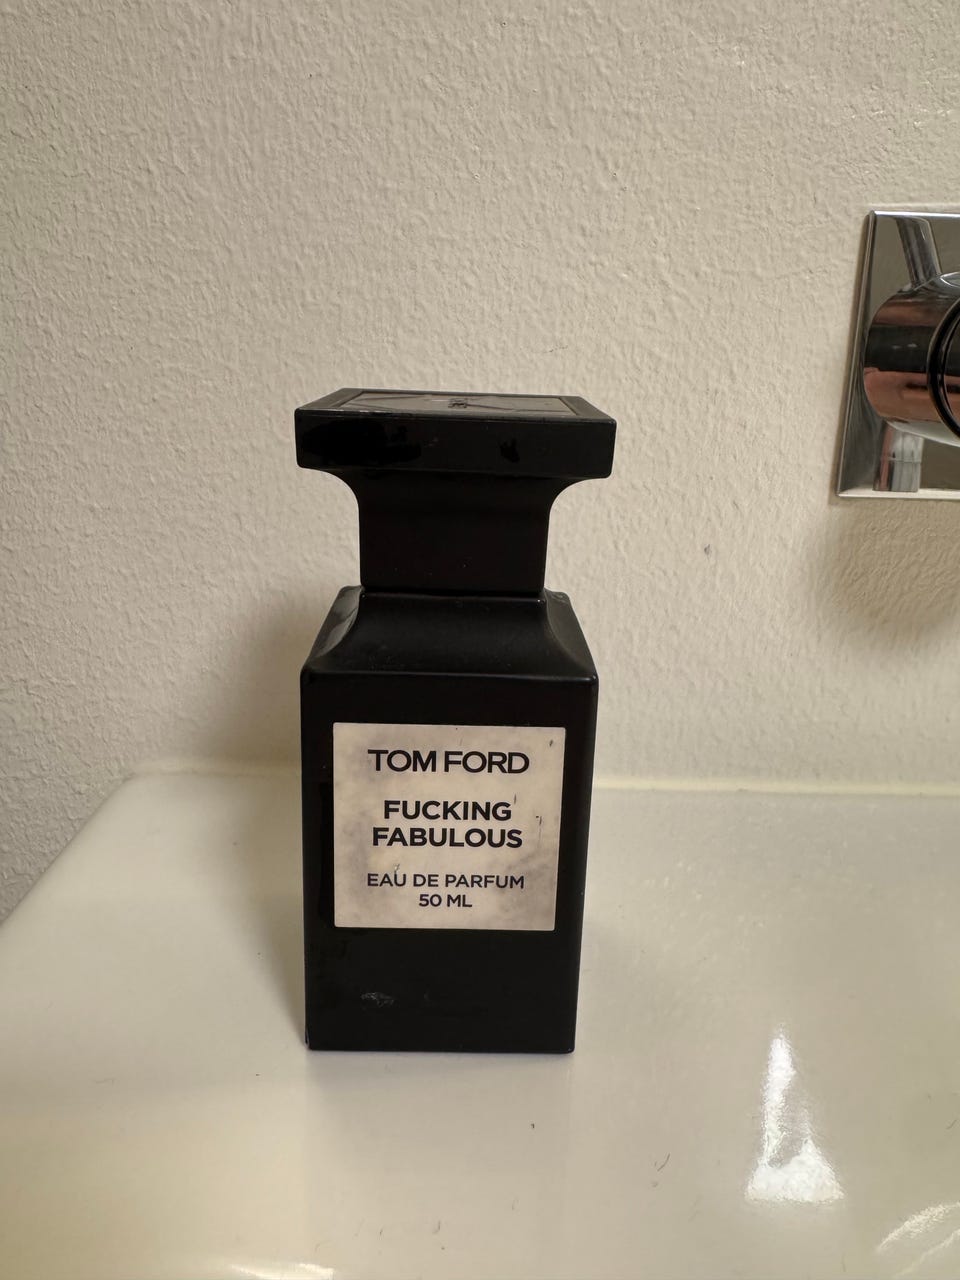 TOM FORD
FUCKING
FABULOUS
EAU DE PARFUM
50 ML